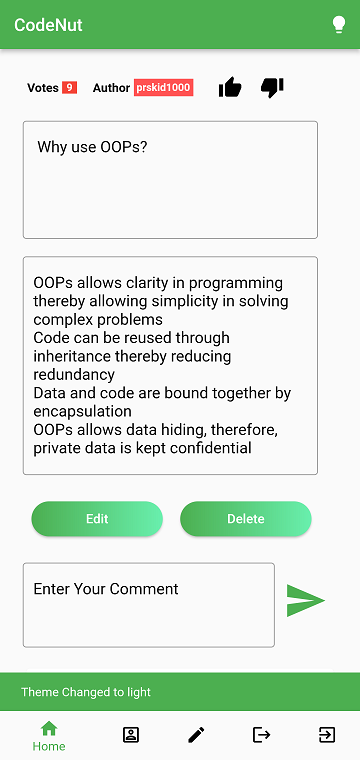 CodeNut
Votes 9 Author prskid1000
Why use OOPs?
OOPs allows clarity in programming
thereby allowing simplicity in solving
complex problems
Code can be reused through
inheritance thereby reducing
redundancy
Data and code are bound together by
encapsulation
OOPs allows data hiding, therefore,
private data is kept confidential
Edit Delete
Enter Your Comment
Theme Changed to light
Home